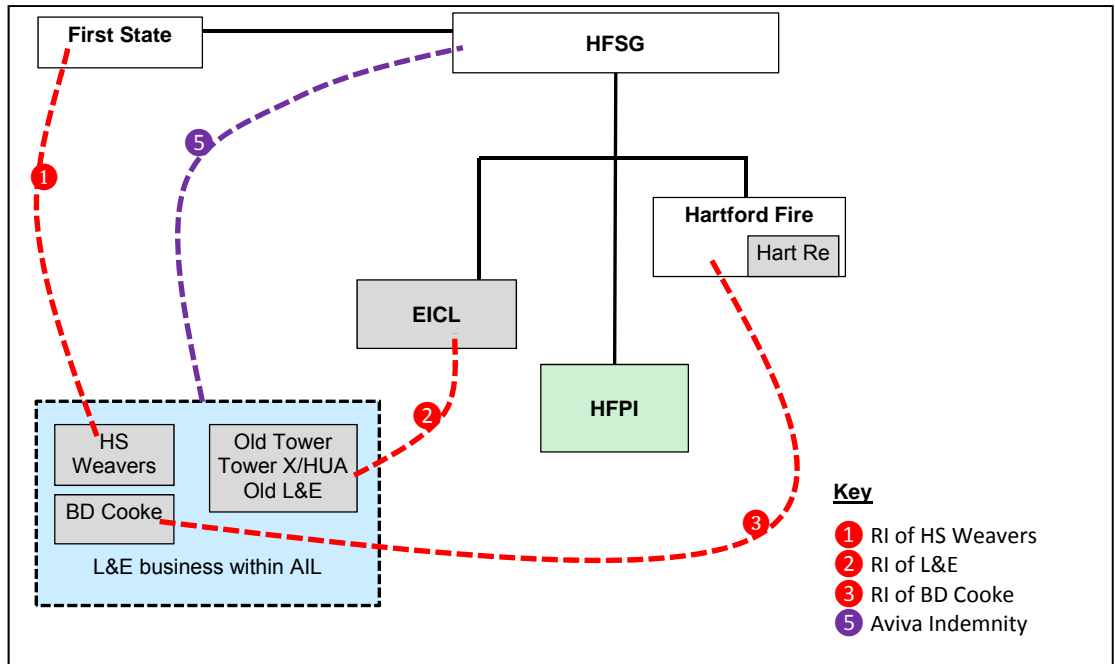 First State
HFSG
5
1
Hartford Fire
Hart Re
EICL
HFPI
2
HS
Weavers
Old Tower
Tower X/HUA
Old L&E
BD Cooke
L&E business within AIL
3
Key
1 RI of HS Weavers
2 RI of L&E
3 RI of BD Cooke
5 Aviva Indemnity